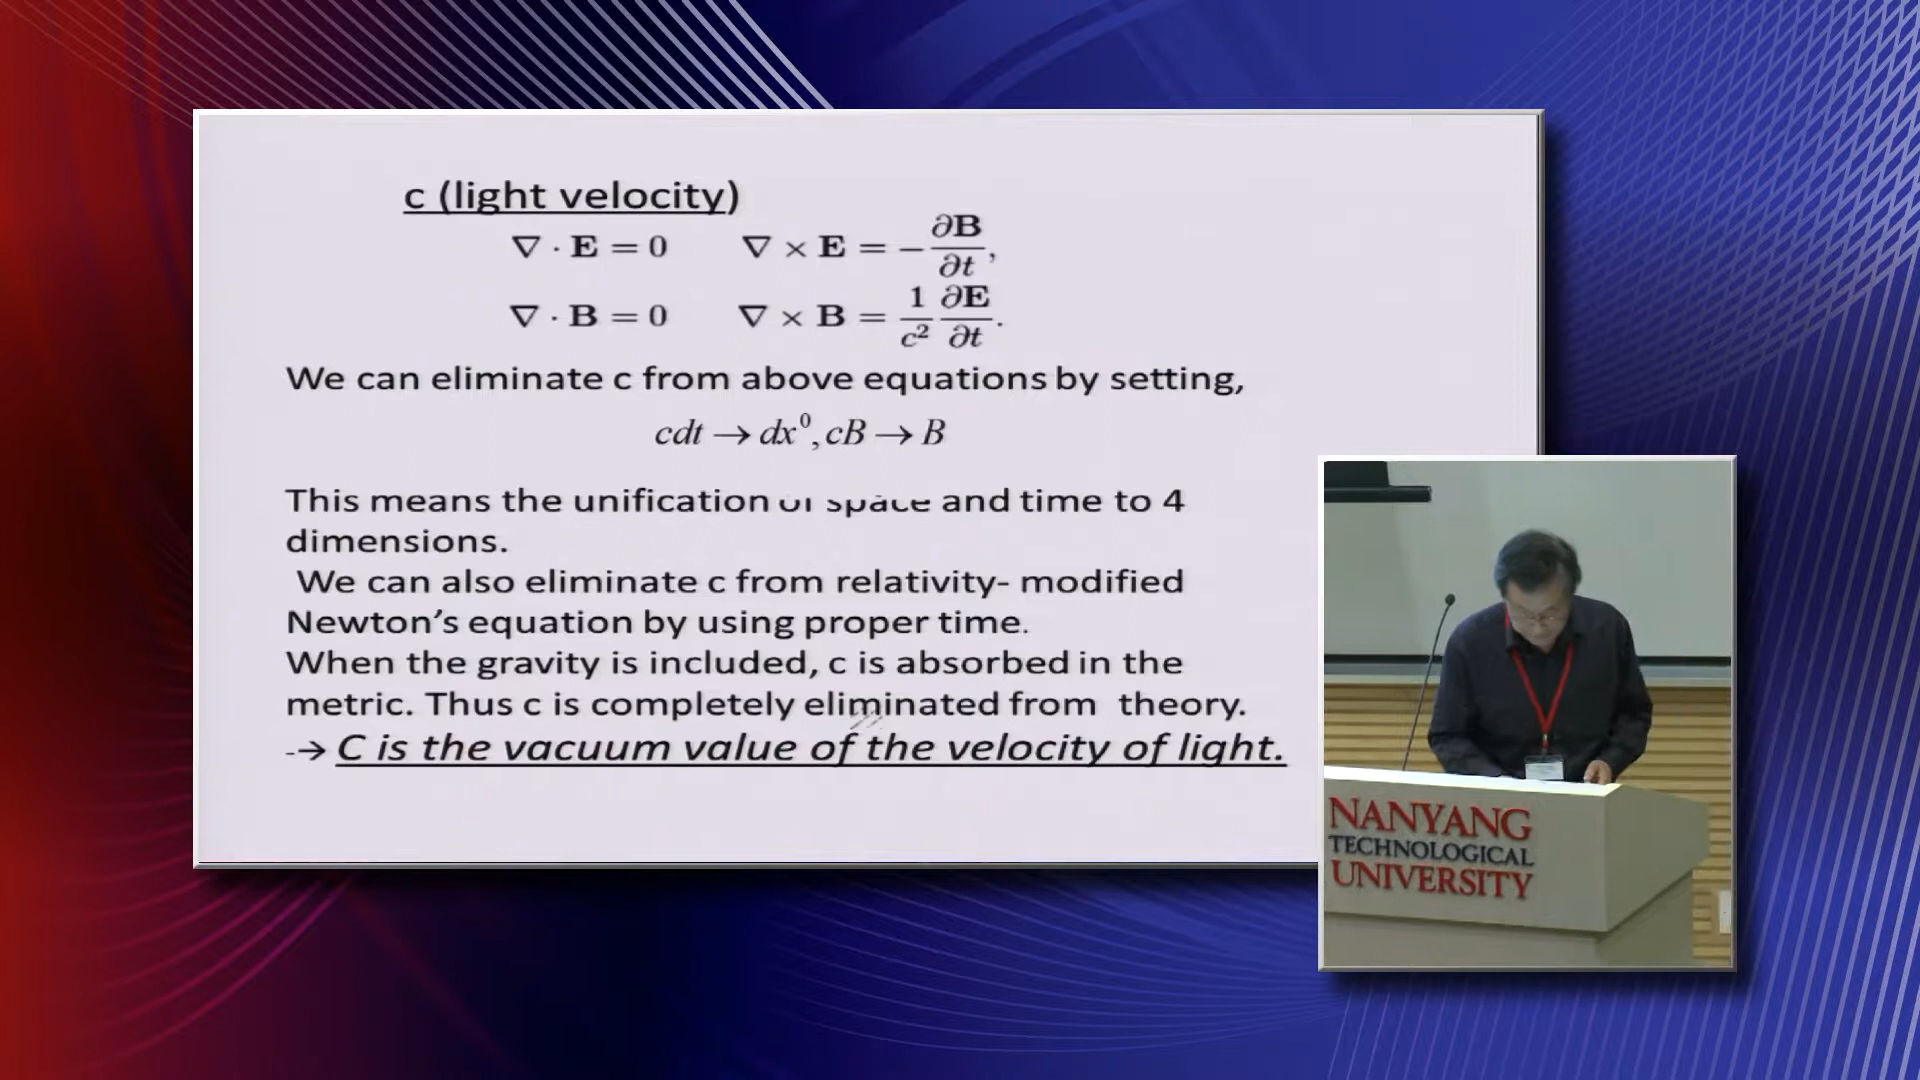 c (light velocity)
∇ · E = 0    ∇ × E = −∂B/∂t,
∇ · B = 0    ∇ × B = 1/c² ∂E/∂t.
We can eliminate c from above equations by setting,
cdt → dx⁰, cB → B
This means the unification of space and time to 4
dimensions.
We can also eliminate c from relativity- modified
Newton’s equation by using proper time.
When the gravity is included, c is absorbed in the
metric. Thus c is completely eliminated from theory.
-→ C is the vacuum value of the velocity of light.
NANYANG
TECHNOLOGICAL
UNIVERSITY